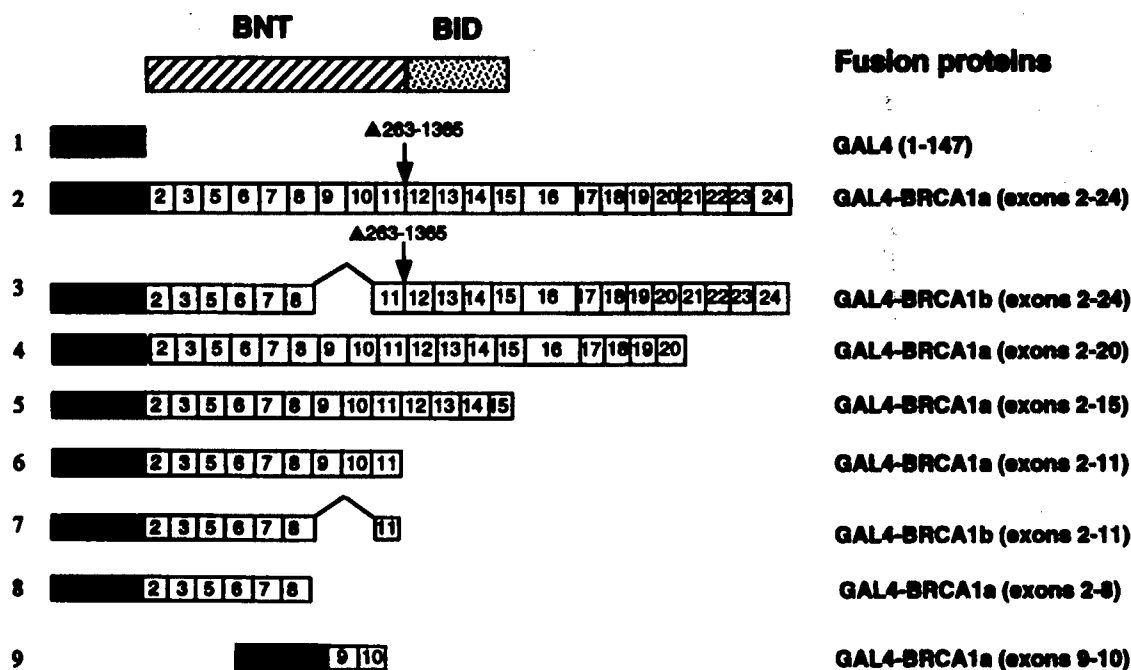 BNT BID
Fusion proteins
▲263-1365
1 GAL4 (1-147)
2 2 3 5 6 7 8 9 10 11 12 13 14 15 16 17 18 19 20 21 22 23 24 GAL4-BRCA1a (exons 2-24)
▲263-1365
3 2 3 5 6 7 8 11 12 13 14 15 16 17 18 19 20 21 22 23 24 GAL4-BRCA1b (exons 2-24)
4 2 3 5 6 7 8 9 10 11 12 13 14 15 16 17 18 19 20 GAL4-BRCA1a (exons 2-20)
5 2 3 5 6 7 8 9 10 11 12 13 14 15 GAL4-BRCA1a (exons 2-15)
6 2 3 5 6 7 8 9 10 11 GAL4-BRCA1a (exons 2-11)
7 2 3 5 6 7 8 11 GAL4-BRCA1b (exons 2-11)
8 2 3 5 6 7 8 GAL4-BRCA1a (exons 2-8)
9 9 10 GAL4-BRCA1a (exons 9-10)